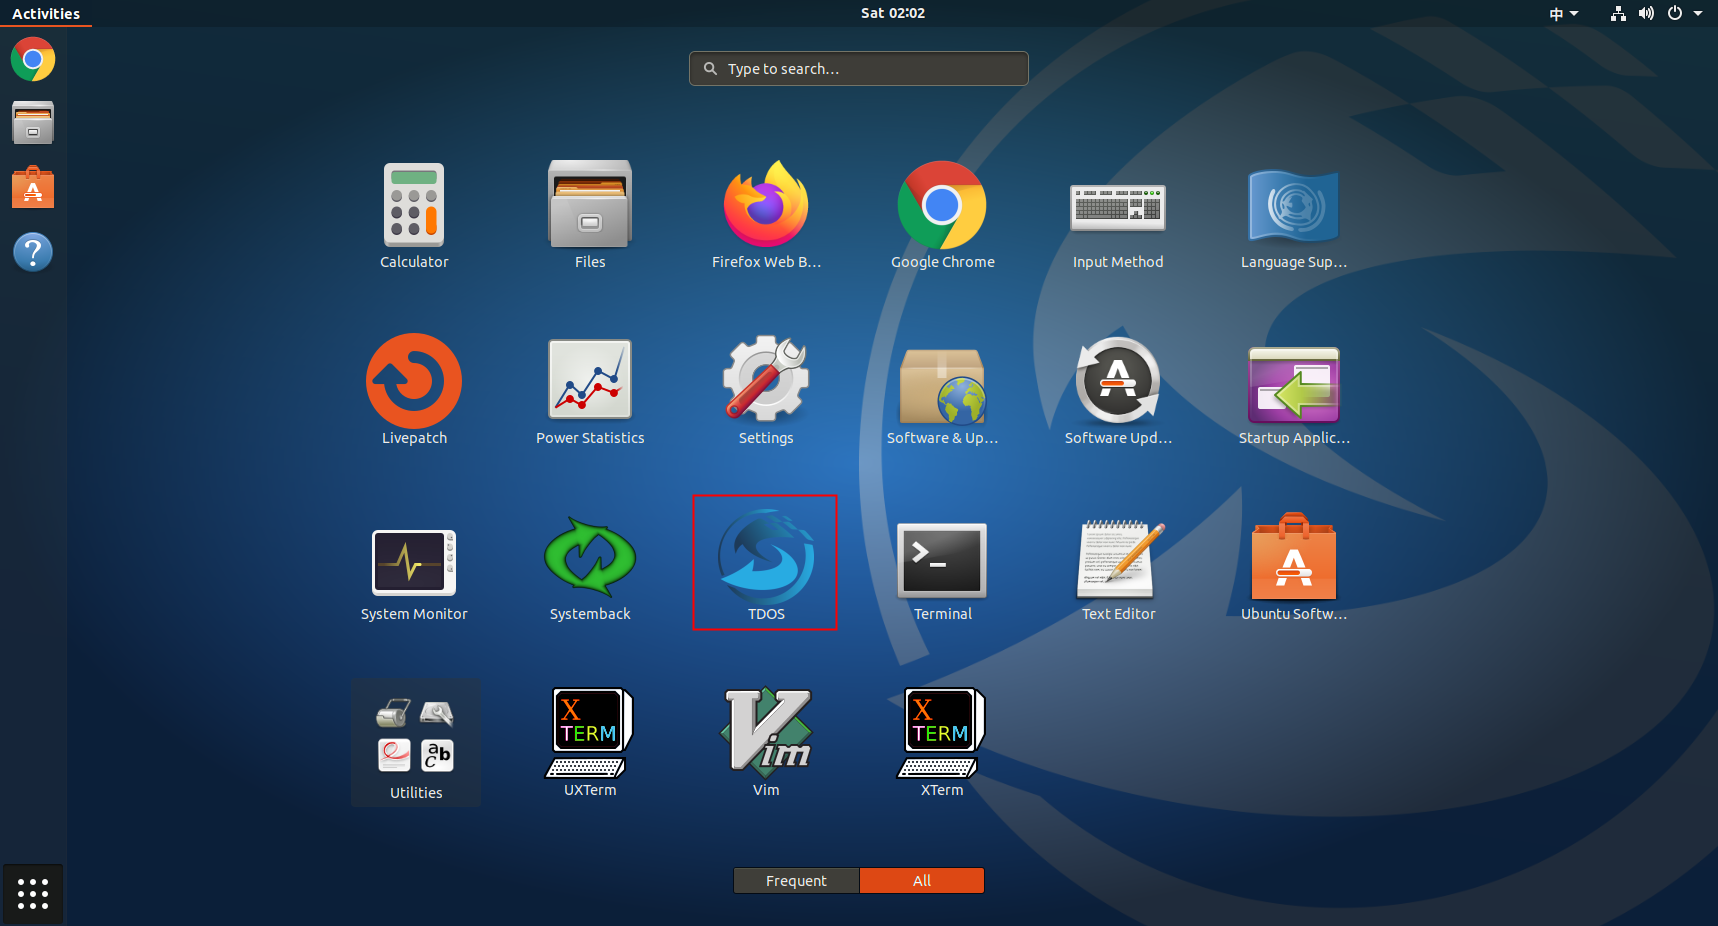 Activities
Sat 02:02
中
Type to search...
Calculator
Files
Firefox Web B...
Google Chrome
Input Method
Language Sup...
Livepatch
Power Statistics
Settings
Software & Up...
Software Upd...
Startup Applic...
System Monitor
Systemback
TDOS
Terminal
Text Editor
Ubuntu Softw...
Utilities
X
TERM
UXTerm
Vim
Vim
X
TERM
XTerm
abc
Frequent
All